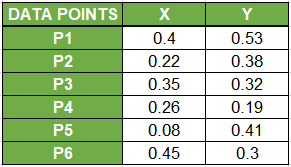 DATA POINTS X Y
P1 0.4 0.53
P2 0.22 0.38
P3 0.35 0.32
P4 0.26 0.19
P5 0.08 0.41
P6 0.45 0.3